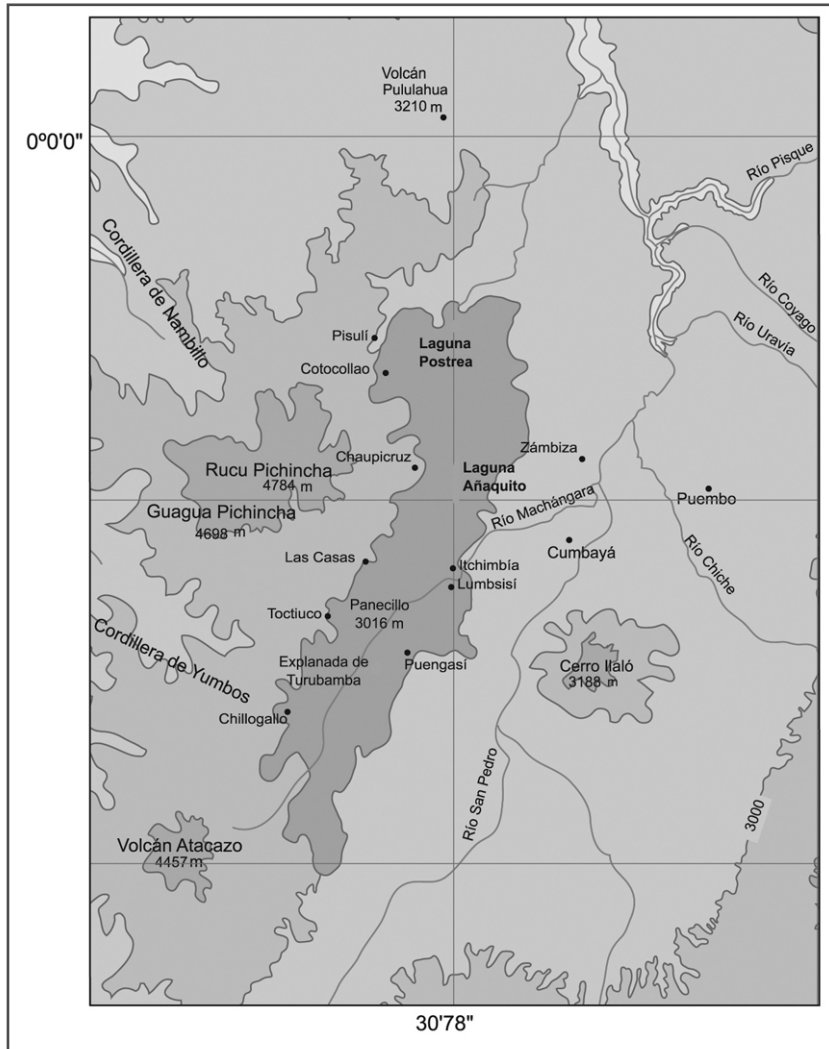 Volcán
Pululahua
3210 m
0º0'0"
Río Pisque
Cordillera de Nambillo
Río Coyago
Río Uravía
Pisulí
Laguna
Postrea
Cotocollao
Chaupicruz
Zámbiza
Laguna
Añaquito
Rucu Pichincha
4784 m
Puembo
Guagua Pichincha
4698 m
Río Machángara
Cumbayá
Río Chiche
Las Casas
Itchimbía
Lumbsisí
Toctiuco
Panecillo
3016 m
Cordillera de Yumbos
Explanada de
Turubamba
Puengasí
Cerro Ilaló
3188 m
Chillogallo
Río San Pedro
3000
Volcán Atacazo
4457 m
30'78"